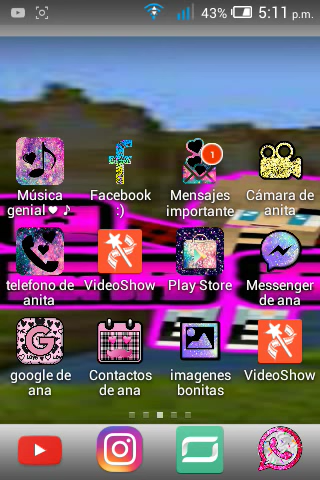 43% 5:11 p.m.
Música
genial♥♪
Facebook
:)
Mensajes
importante
1
Cámara de
anita
telefono de
anita
VideoShow
Play Store
Messenger
de ana
google de
ana
Contactos
de ana
imagenes
bonitas
VideoShow